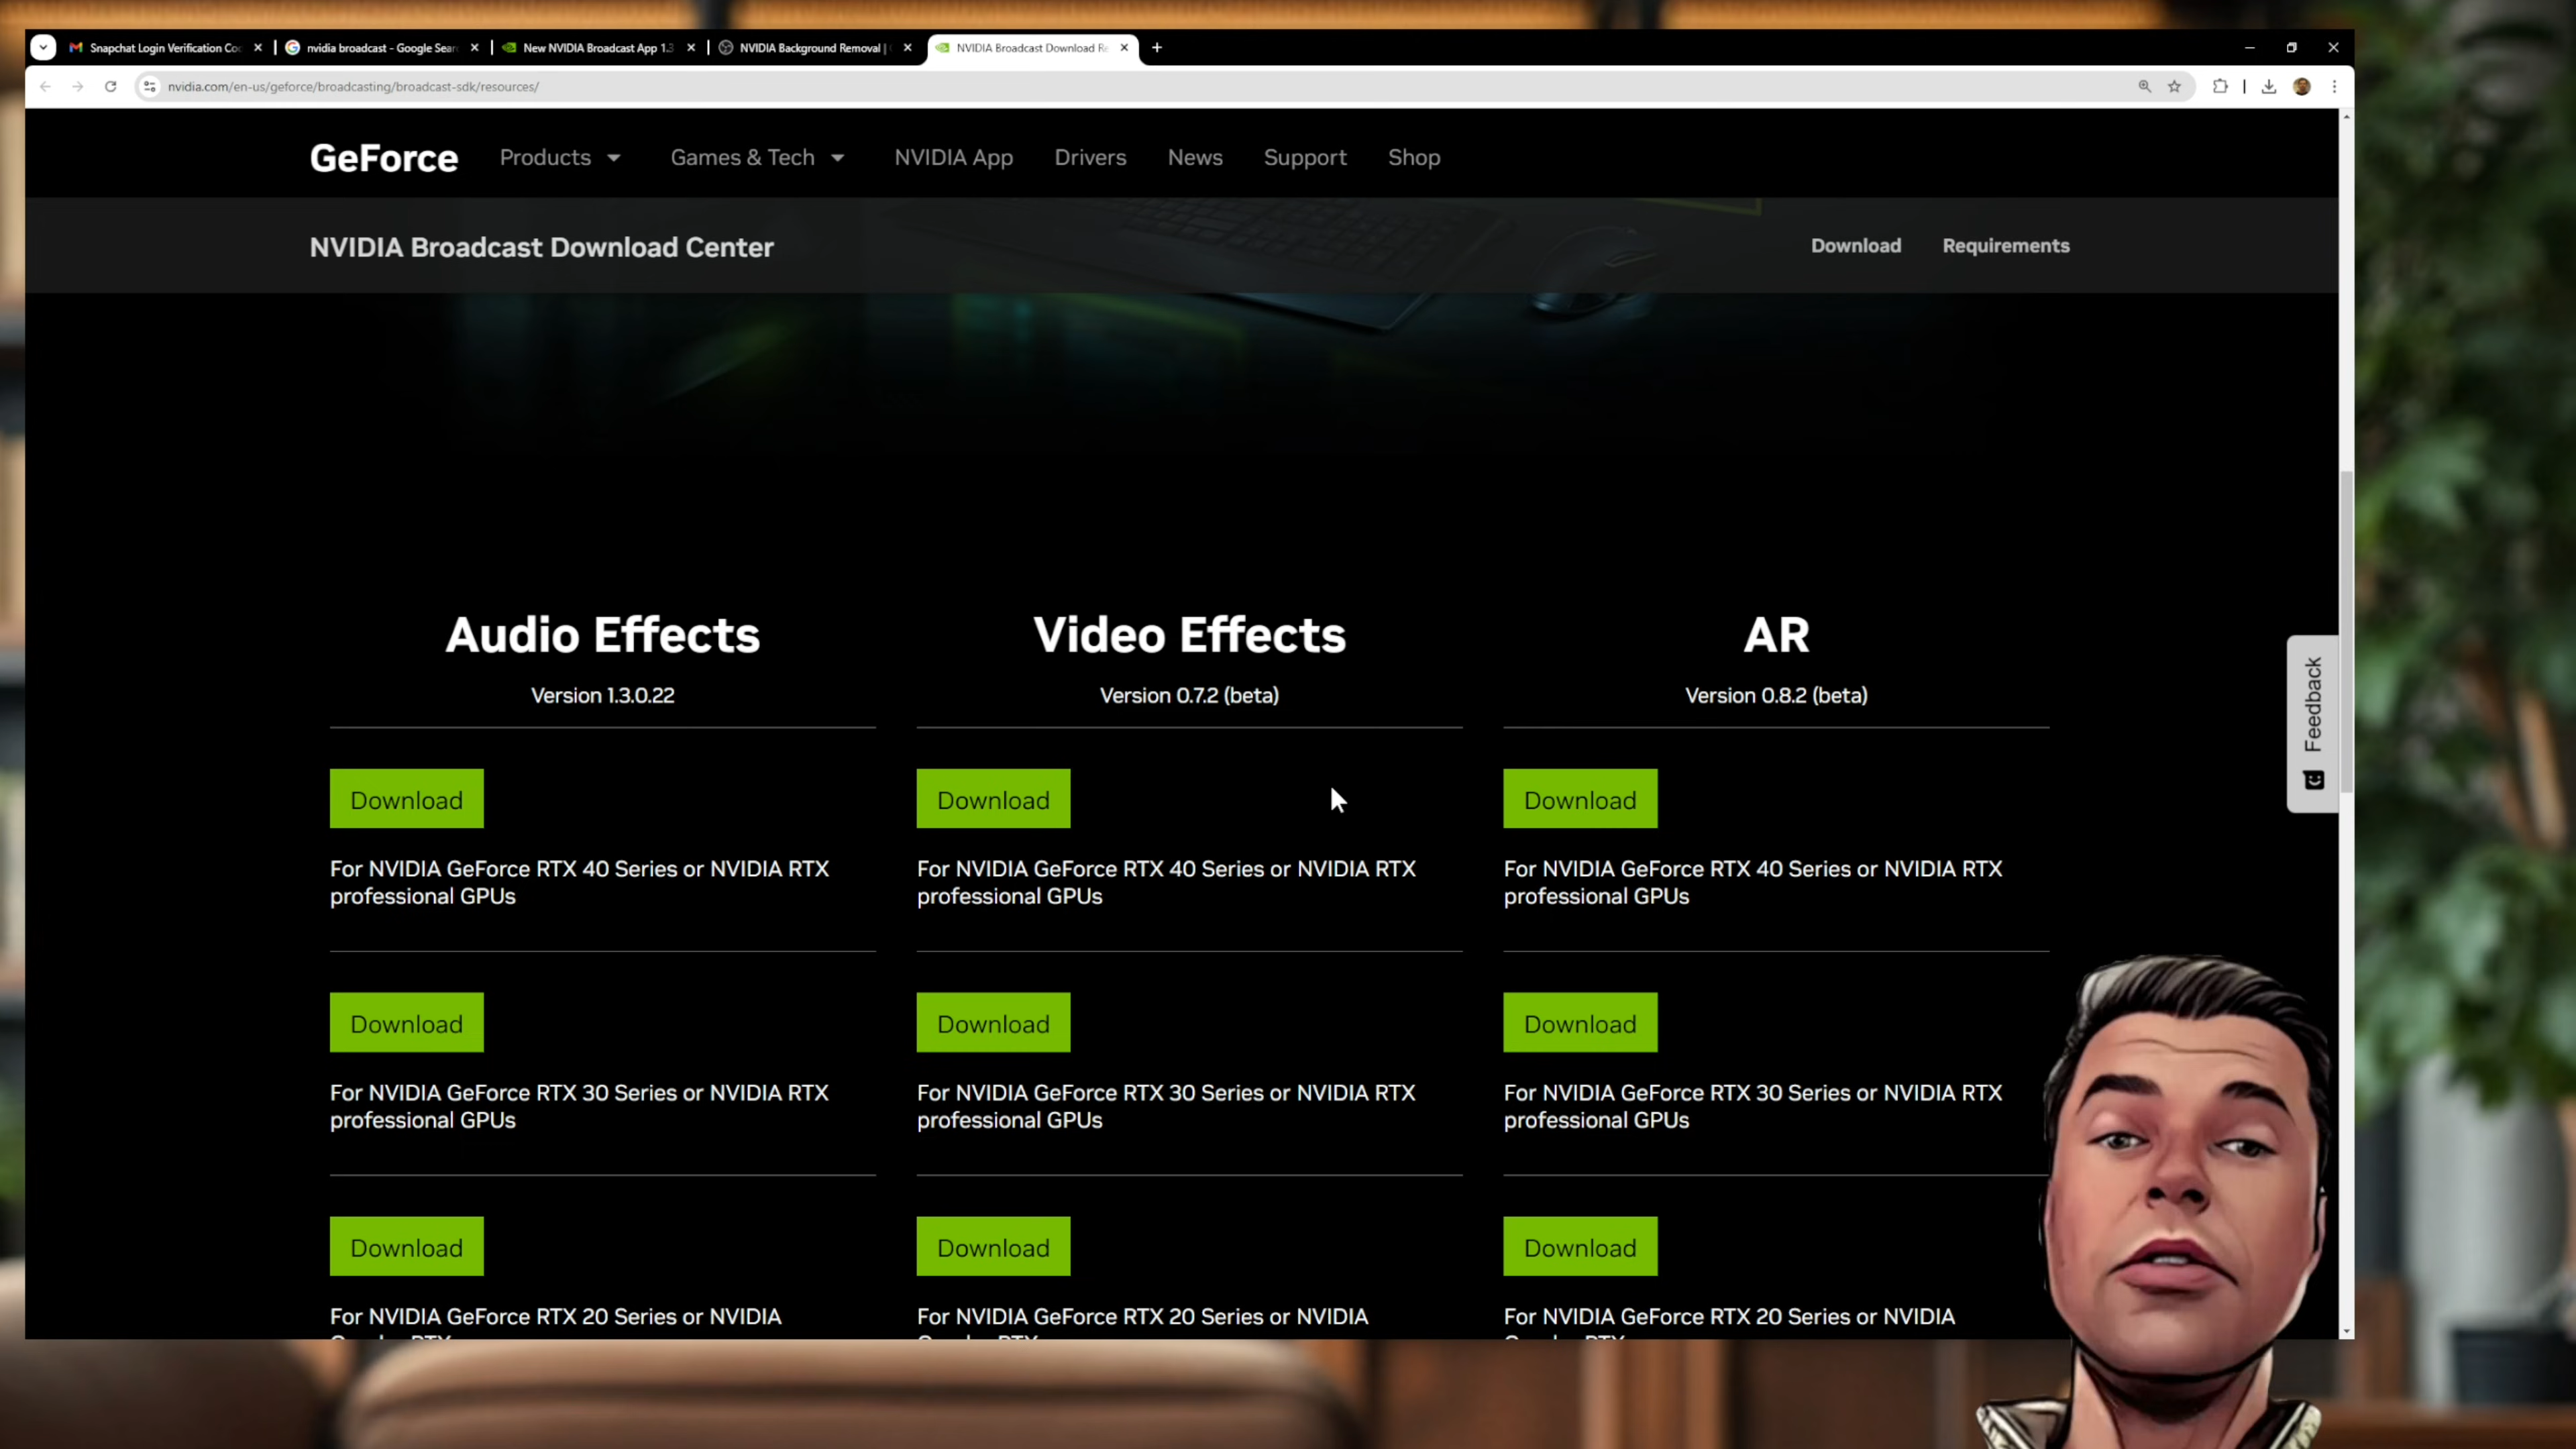 Snapchat Login Verification Co
nvidia broadcast - Google Sear
New NVIDIA Broadcast App 1.3
NVIDIA Background Removal |
NVIDIA Broadcast Download Re
nvidia.com/en-us/geforce/broadcasting/broadcast-sdk/resources/
GeForce Products Games & Tech NVIDIA App Drivers News Support Shop
NVIDIA Broadcast Download Center Download Requirements
Audio Effects
Version 1.3.0.22
Download
For NVIDIA GeForce RTX 40 Series or NVIDIA RTX
professional GPUs
Download
For NVIDIA GeForce RTX 30 Series or NVIDIA RTX
professional GPUs
Download
For NVIDIA GeForce RTX 20 Series or NVIDIA
Video Effects
Version 0.7.2 (beta)
Download
For NVIDIA GeForce RTX 40 Series or NVIDIA RTX
professional GPUs
Download
For NVIDIA GeForce RTX 30 Series or NVIDIA RTX
professional GPUs
Download
For NVIDIA GeForce RTX 20 Series or NVIDIA
AR
Version 0.8.2 (beta)
Download
For NVIDIA GeForce RTX 40 Series or NVIDIA RTX
professional GPUs
Download
For NVIDIA GeForce RTX 30 Series or NVIDIA RTX
professional GPUs
Download
For NVIDIA GeForce RTX 20 Series or NVIDIA
Feedback